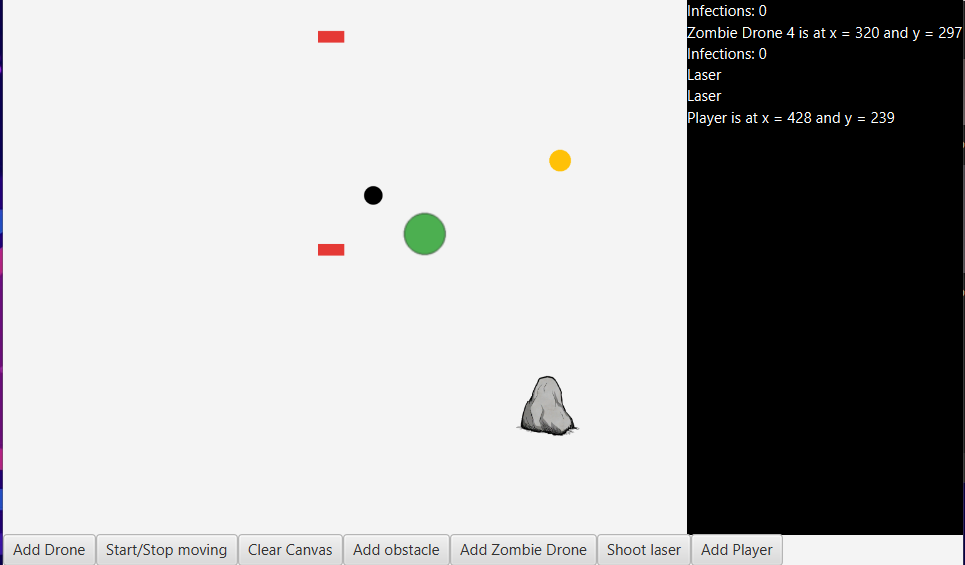 Infections: 0
Zombie Drone 4 is at x = 320 and y = 297
Infections: 0
Laser
Laser
Player is at x = 428 and y = 239
Add Drone
Start/Stop moving
Clear Canvas
Add obstacle
Add Zombie Drone
Shoot laser
Add Player